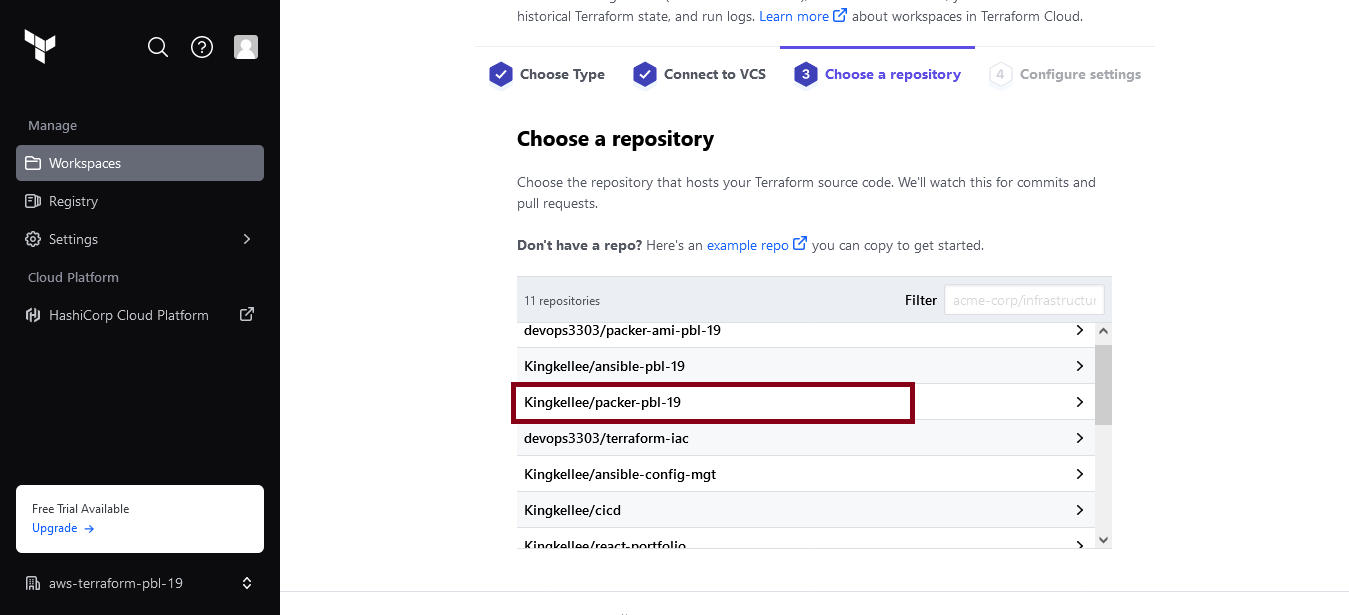 historical Terraform state, and run logs. Learn more about workspaces in Terraform Cloud.
Choose Type
Connect to VCS
3 Choose a repository
4 Configure settings
Manage
Workspaces
Registry
Settings
Cloud Platform
HashiCorp Cloud Platform
Choose a repository
Choose the repository that hosts your Terraform source code. We'll watch this for commits and
pull requests.
Don't have a repo? Here's an example repo you can copy to get started.
11 repositories
Filter
acme-corp/infrastructur
devops3303/packer-ami-pbl-19
Kingkellee/ansible-pbl-19
Kingkellee/packer-pbl-19
devops3303/terraform-iac
Kingkellee/ansible-config-mgt
Kingkellee/cicd
Kingkellee/react-portfolio
Free Trial Available
Upgrade →
aws-terraform-pbl-19